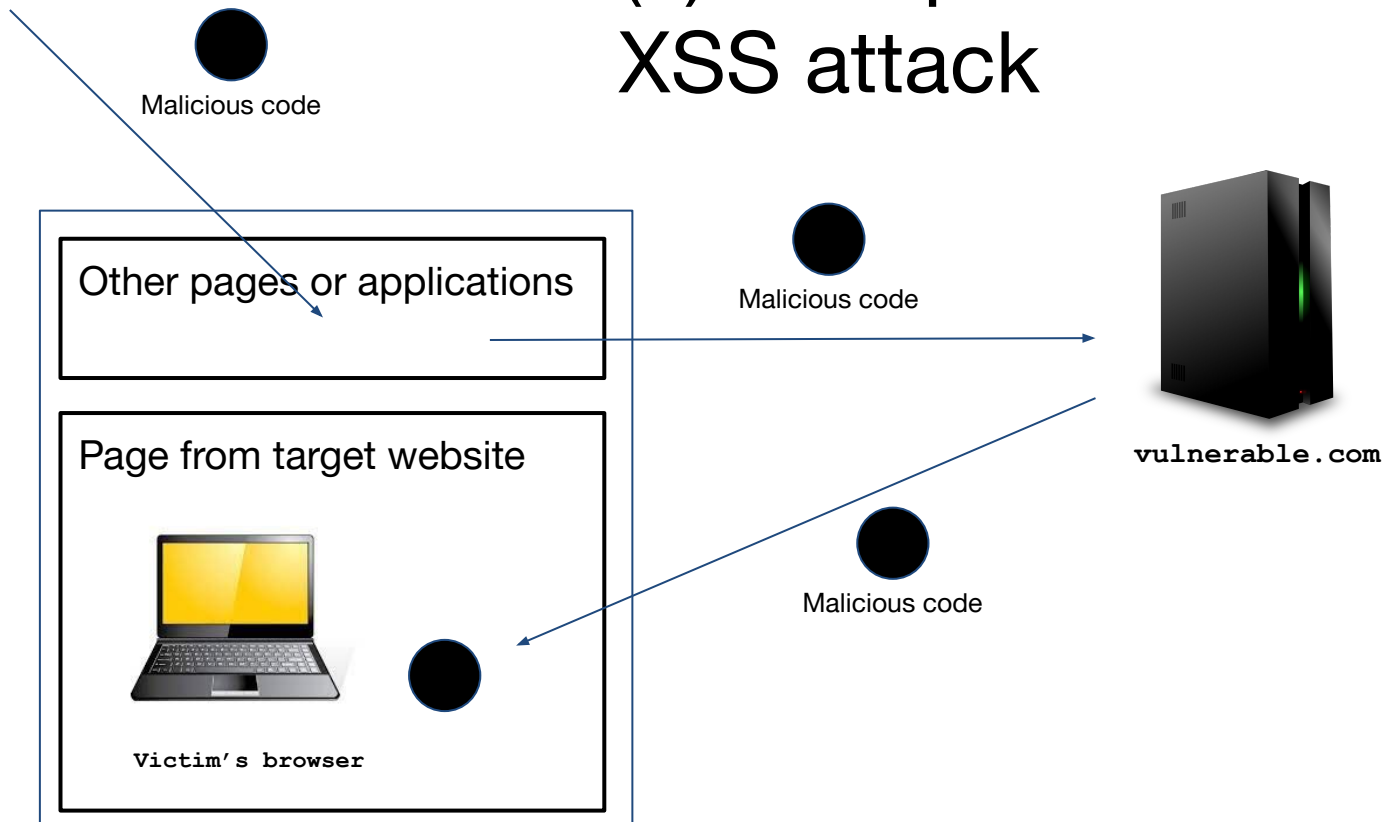 XSS attack
Malicious code
Other pages or applications
Malicious code
Page from target website
vulnerable.com
Malicious code
Victim’s browser